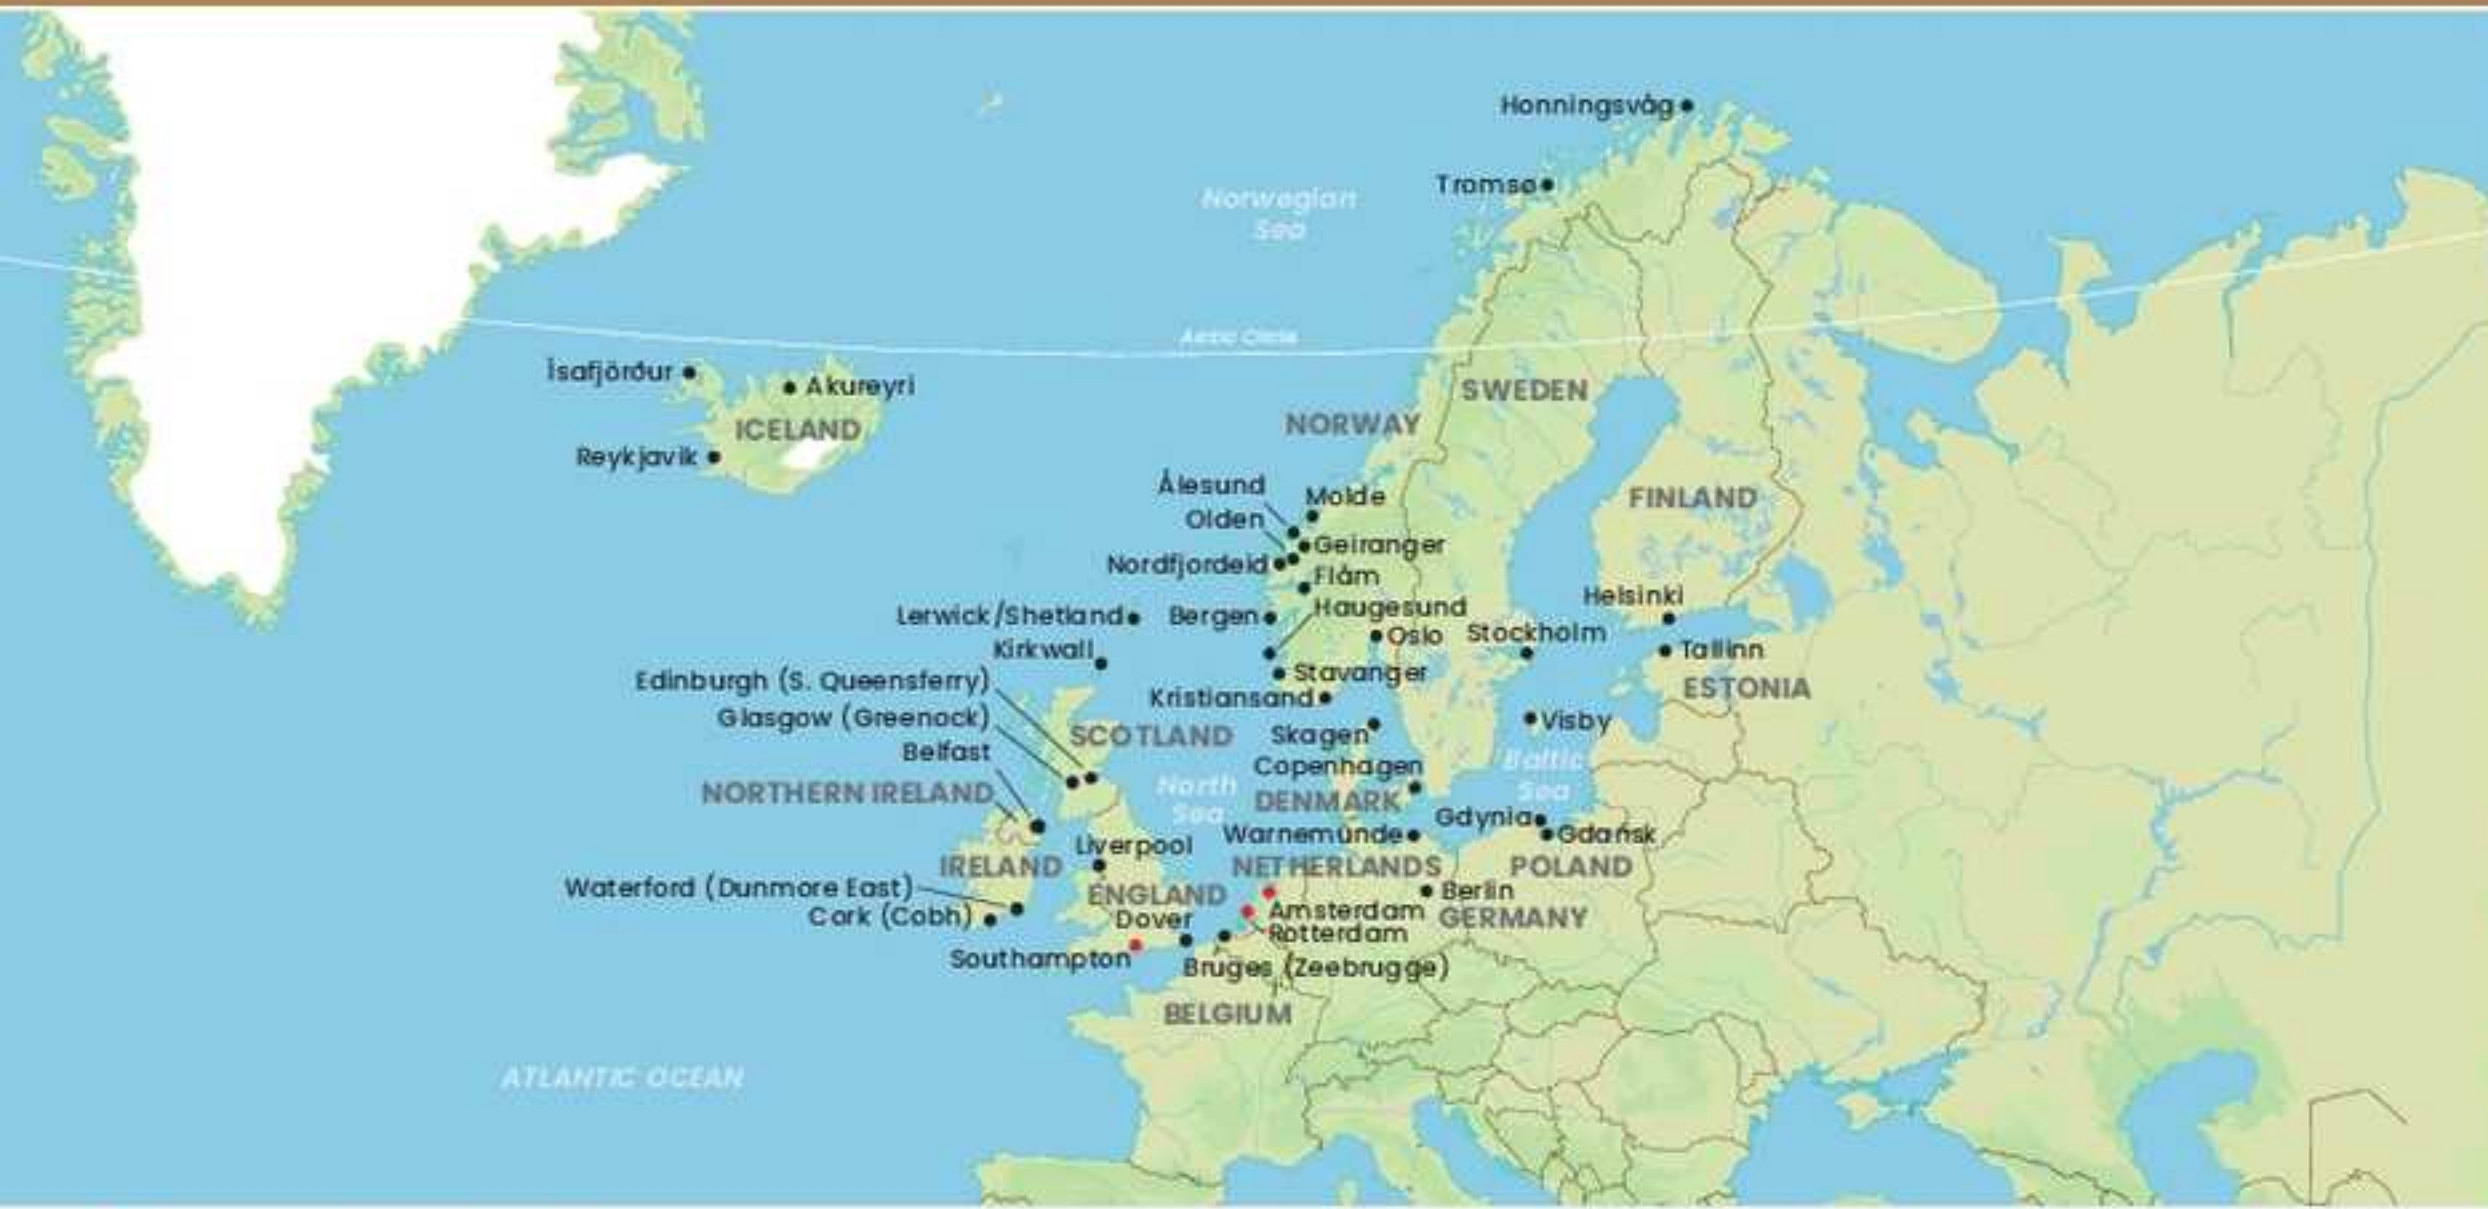 Honningsvåg
Tromsø
Norwegian
Sea
Arctic Circle
Ísafjörður
Akureyri
ICELAND
Reykjavik
SWEDEN
NORWAY
FINLAND
Ålesund
Molde
Olden
Geiranger
Nordfjordeid
Flåm
Haugesund
Helsinki
Lerwick/Shetland
Bergen
Oslo
Stockholm
Kirkwall
Tallinn
Edinburgh (S. Queensferry)
Stavanger
ESTONIA
Kristiansand
Glasgow (Greenock)
SCOTLAND
Skagen
Visby
Belfast
Copenhagen
Baltic
Sea
NORTHERN IRELAND
North
Sea
DENMARK
Gdynia
Warnemünde
Gdańsk
Liverpool
IRELAND
NETHERLANDS
POLAND
Waterford (Dunmore East)
ENGLAND
Berlin
Cork (Cobh)
Dover
Amsterdam
GERMANY
Rotterdam
Southampton
Bruges (Zeebrugge)
BELGIUM
ATLANTIC OCEAN